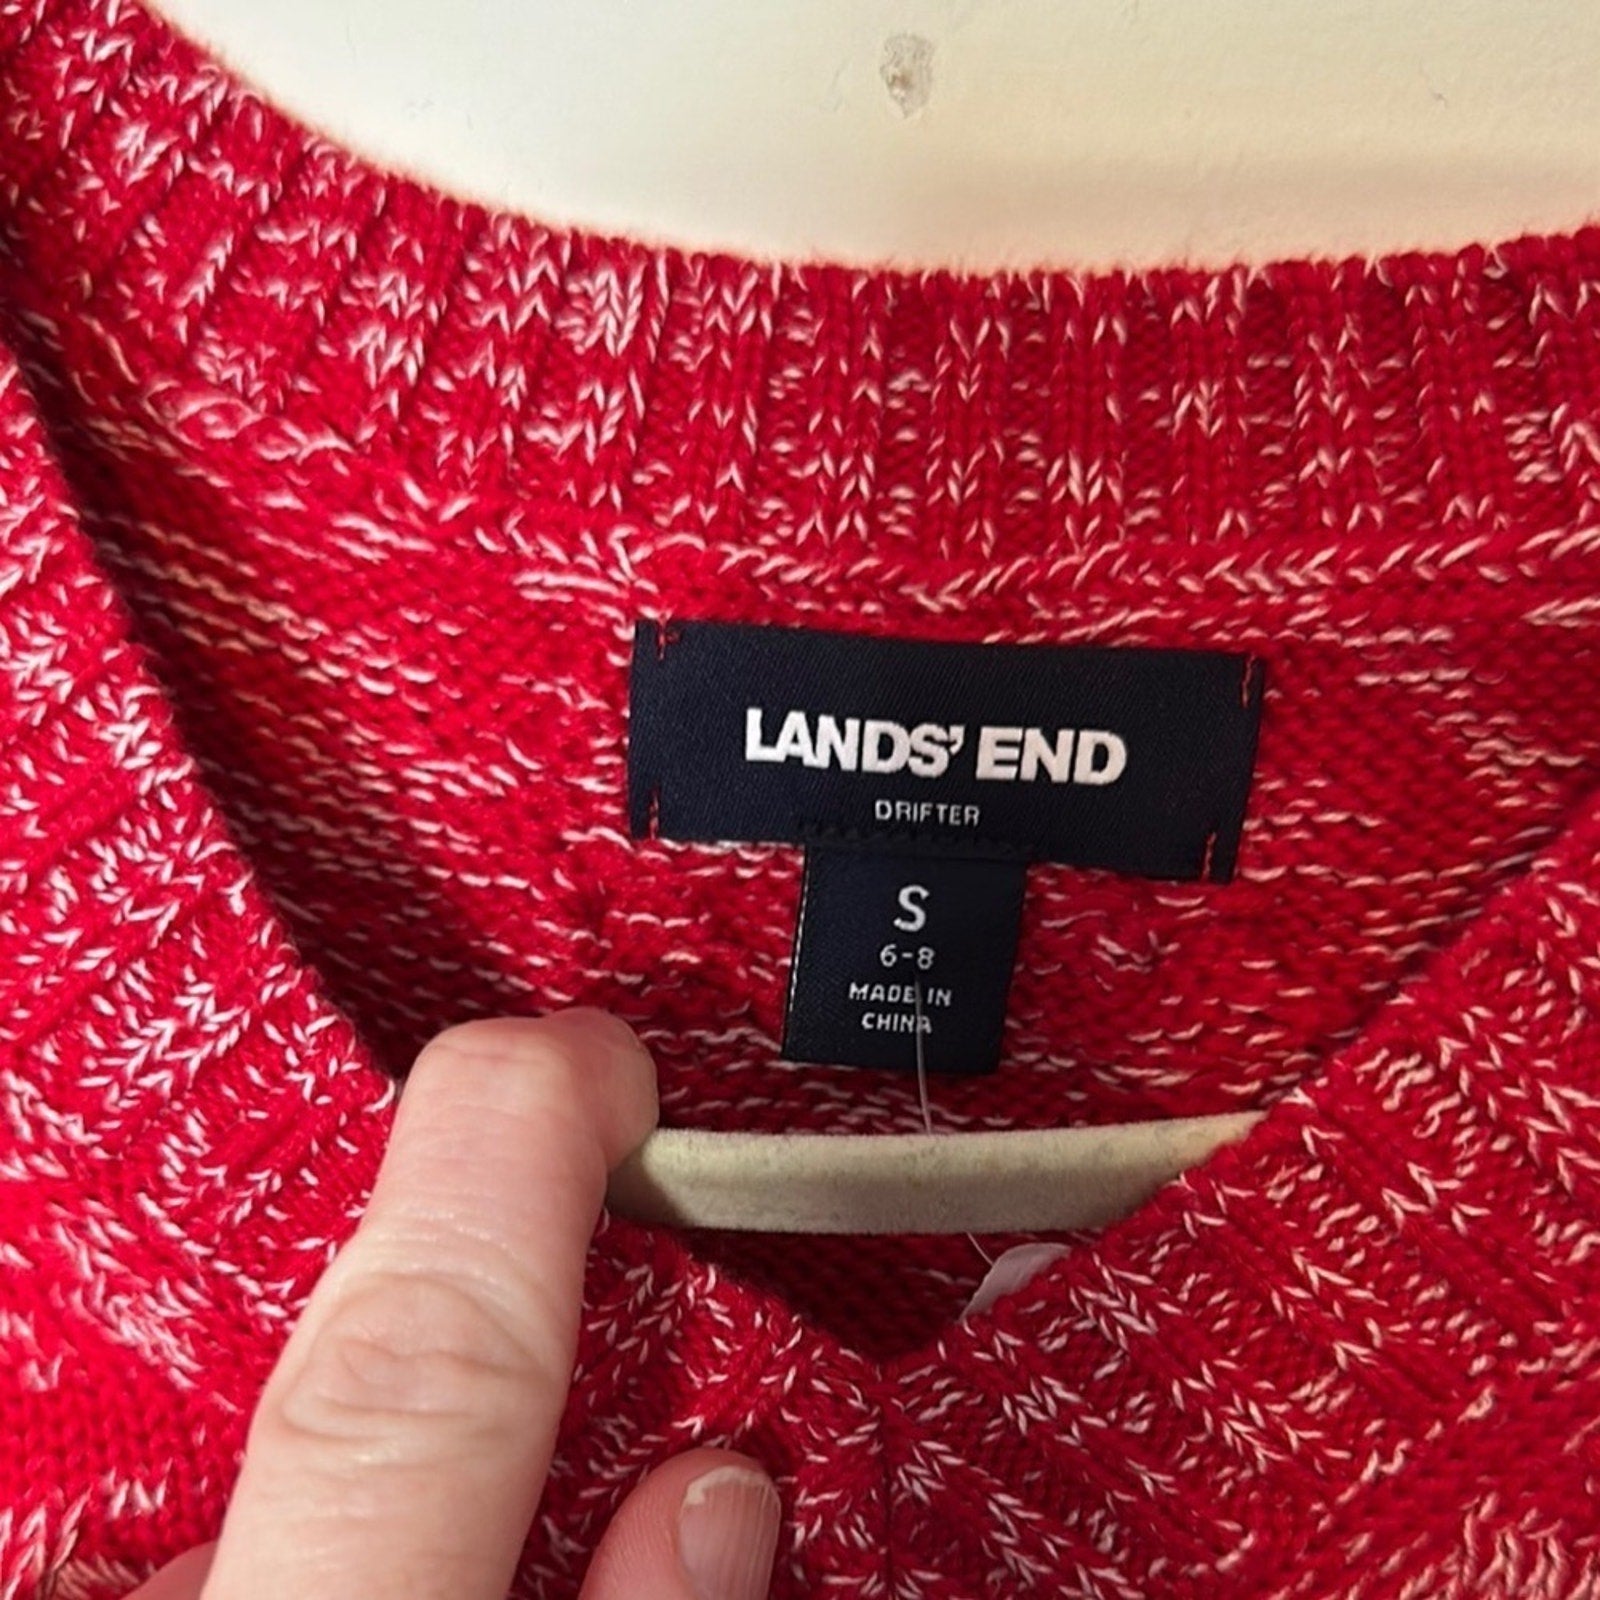 LANDS' END
DRIFTER
S
6-8
MADE IN
CHINA